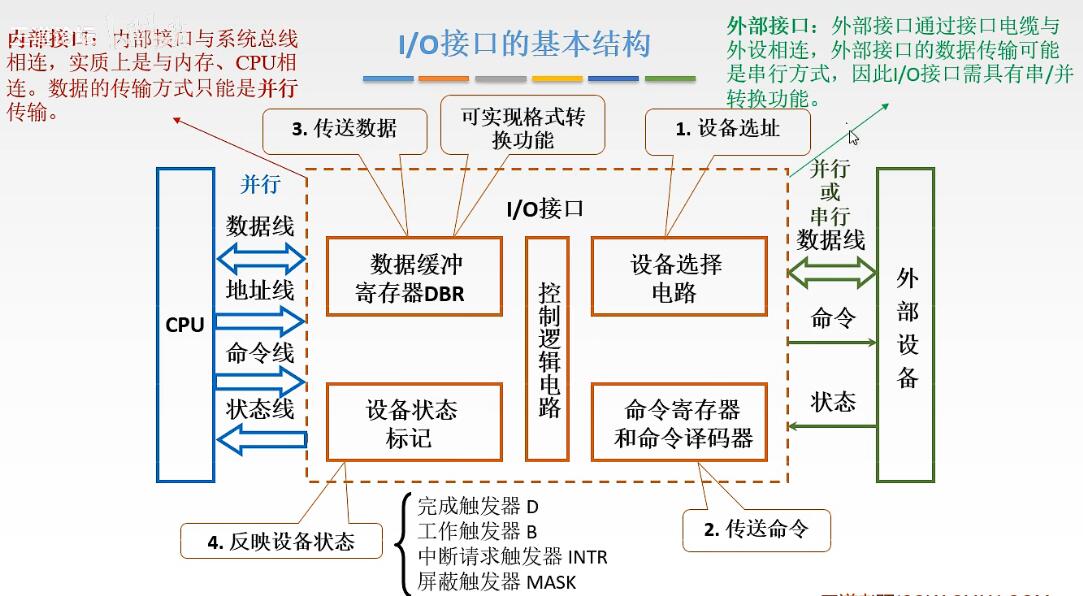 I/O接口的基本结构
内部接口：内部接口与系统总线
相连，实质上是与内存、CPU相
连。数据的传输方式只能是并行
传输。
外部接口：外部接口通过接口电缆与
外设相连，外部接口的数据传输可能
是串行方式，因此I/O接口需具有串/并
转换功能。
3. 传送数据
可实现格式转
换功能
1. 设备选址
并行
数据线
地址线
命令线
状态线
CPU
I/O接口
数据缓冲
寄存器DBR
控制逻辑电路
设备选择
电路
设备状态
标记
命令寄存器
和命令译码器
并行
或
串行
数据线
命令
状态
外部设备
4. 反映设备状态
完成触发器 D
工作触发器 B
中断请求触发器 INTR
屏蔽触发器 MASK
2. 传送命令